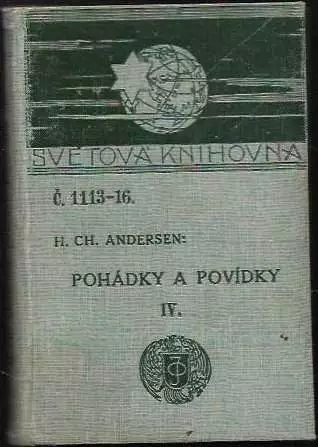 SVĚTOVÁ KNIHOVNA
Č. 1113-16.
H. CH. ANDERSEN:
POHÁDKY A POVÍDKY
IV.